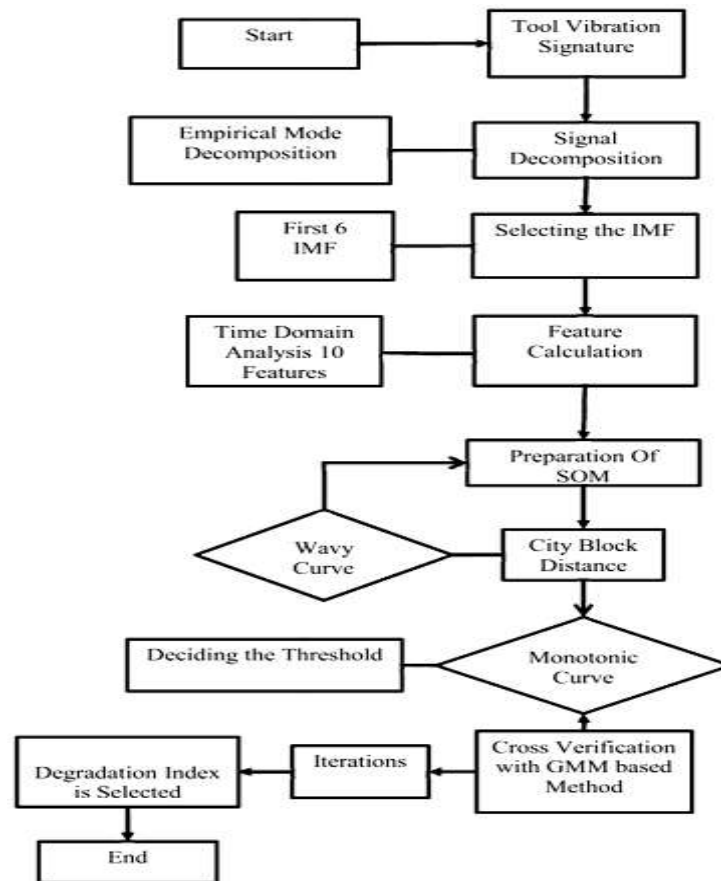 Start
Tool Vibration
Signature
Empirical Mode
Decomposition
Signal
Decomposition
First 6
IMF
Selecting the IMF
Time Domain
Analysis 10
Features
Feature
Calculation
Preparation Of
SOM
Wavy
Curve
City Block
Distance
Deciding the Threshold
Monotonic
Curve
Cross Verification
with GMM based
Method
Iterations
Degradation Index
is Selected
End